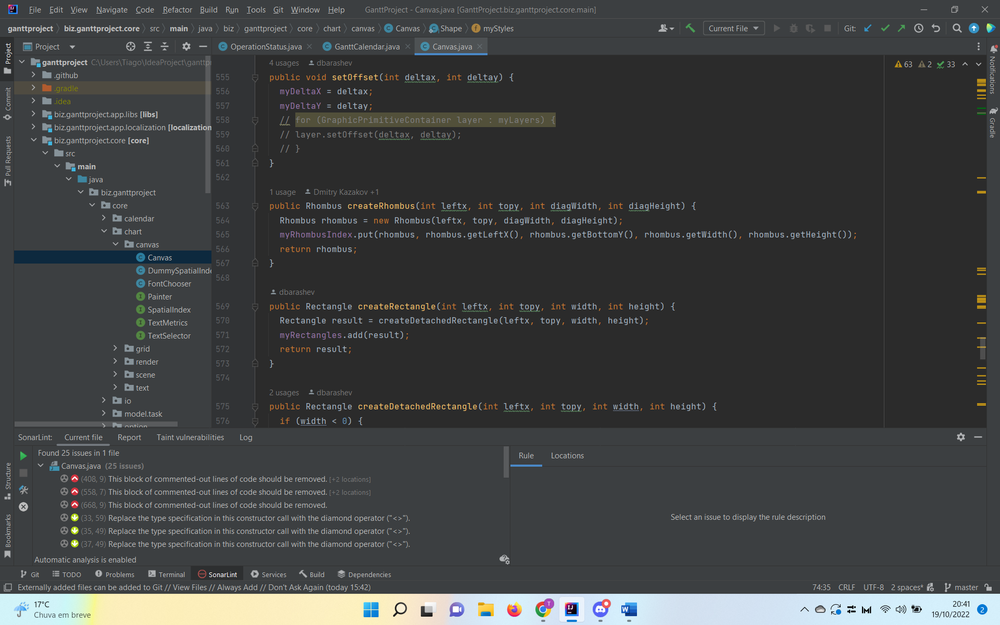 File Edit View Navigate Code Refactor Build Run Tools Git Window Help GanttProject - Canvas.java [GanttProject.biz.ganttproject.core.main]
ganttproject biz.ganttproject.core src main java biz ganttproject core chart canvas Canvas Shape myStyles Current File Git:
Project OperationStatus.java GanttCalendar.java Canvas.java
ganttproject C:\Users\Tiago\IdeaProject\ganttpr
.github
.gradle
.idea
biz.ganttproject.app.libs [libs]
biz.ganttproject.app.localization [localization
biz.ganttproject.core [core]
src
main
java
biz.ganttproject
core
calendar
chart
canvas
Canvas
DummySpatialInde
FontChooser
Painter
SpatialIndex
TextMetrics
TextSelector
grid
render
scene
text
io
model.task
option
Project
Commit
Pull Requests
Structure
Bookmarks
Notifications
Gradle
63 2 33
4 usages dbarashev
555 public void setOffset(int deltax, int deltay) {
556 myDeltaX = deltax;
557 myDeltaY = deltay;
558 // for (GraphicPrimitiveContainer layer : myLayers) {
559 // layer.setOffset(deltax, deltay);
560 // }
561 }
562
1 usage Dmitry Kazakov +1
563 public Rhombus createRhombus(int leftx, int topy, int diagWidth, int diagHeight) {
564 Rhombus rhombus = new Rhombus(leftx, topy, diagWidth, diagHeight);
565 myRhombusIndex.put(rhombus, rhombus.getLeftX(), rhombus.getBottomY(), rhombus.getWidth(), rhombus.getHeight());
566 return rhombus;
567 }
568
dbarashev
569 public Rectangle createRectangle(int leftx, int topy, int width, int height) {
570 Rectangle result = createDetachedRectangle(leftx, topy, width, height);
571 myRectangles.add(result);
572 return result;
573 }
574
2 usages dbarashev
575 public Rectangle createDetachedRectangle(int leftx, int topy, int width, int height) {
576 if (width < 0) {
SonarLint: Current file Report Taint vulnerabilities Log
Found 25 issues in 1 file
Canvas.java (25 issues)
(408, 9) This block of commented-out lines of code should be removed. [+2 locations]
(558, 7) This block of commented-out lines of code should be removed. [+2 locations]
(668, 9) This block of commented-out lines of code should be removed.
(33, 59) Replace the type specification in this constructor call with the diamond operator ("<>").
(35, 49) Replace the type specification in this constructor call with the diamond operator ("<>").
(37, 49) Replace the type specification in this constructor call with the diamond operator ("<>").
Automatic analysis is enabled
Rule Locations
Select an issue to display the rule description
Git TODO Problems Terminal SonarLint Services Build Dependencies
Externally added files can be added to Git // View Files // Always Add // Don't Ask Again (today 15:42) 74:35 CRLF UTF-8 2 spaces* master
17°C
Chuva em breve
20:41
19/10/2022
2